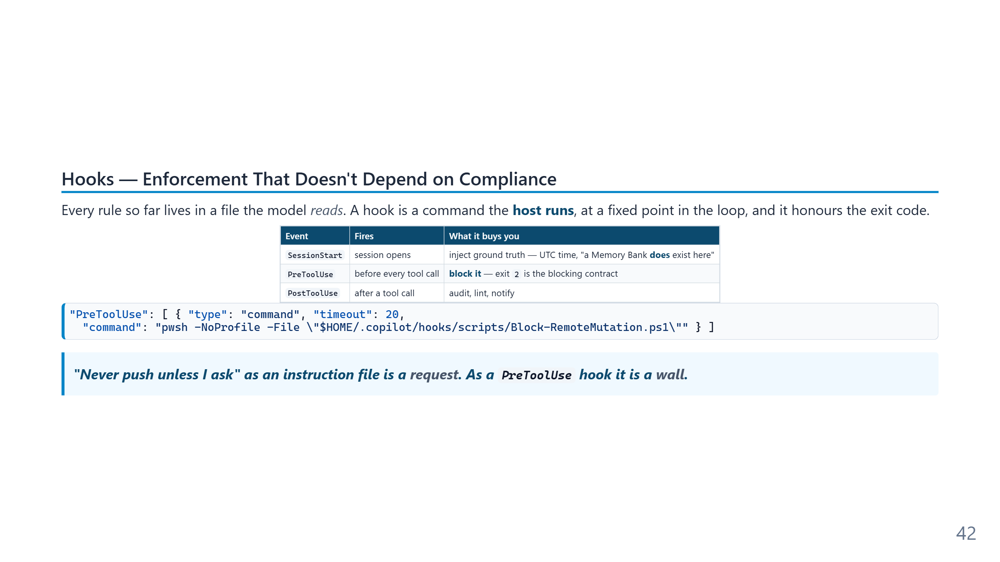 Hooks — Enforcement That Doesn't Depend on Compliance
Every rule so far lives in a file the model reads. A hook is a command the host runs, at a fixed point in the loop, and it honours the exit code.
Event Fires What it buys you
SessionStart session opens inject ground truth — UTC time, "a Memory Bank does exist here"
PreToolUse before every tool call block it — exit 2 is the blocking contract
PostToolUse after a tool call audit, lint, notify
"PreToolUse": [ { "type": "command", "timeout": 20,
  "command": "pwsh -NoProfile -File \"$HOME/.copilot/hooks/scripts/Block-RemoteMutation.ps1\"" } ]
"Never push unless I ask" as an instruction file is a request. As a PreToolUse hook it is a wall.
42